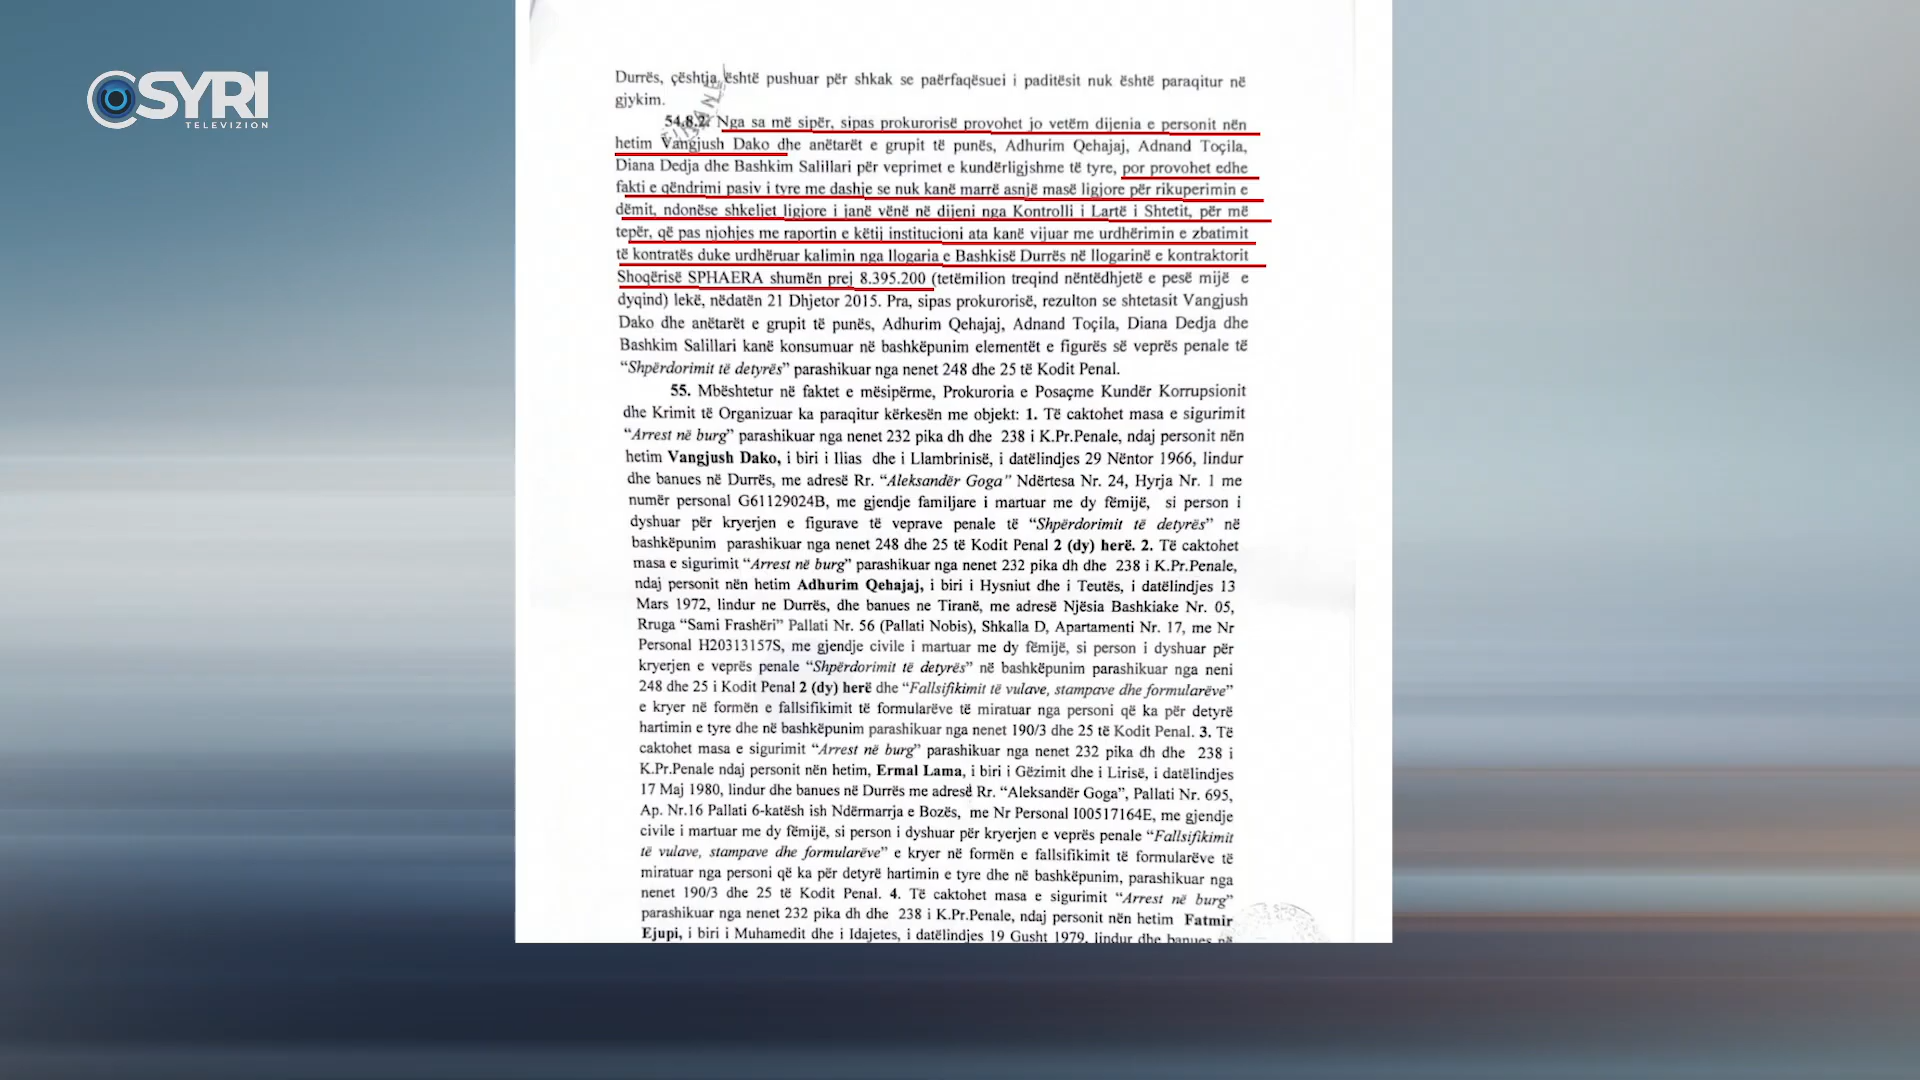 SYRI
TELEVIZION
Durrës, çështja është pushuar për shkak se paërfaqësuei i paditësit nuk është paraqitur në
gjykim.
54.8.2. Nga sa më sipër, sipas prokurorisë provohet jo vetëm dijenia e personit nën
hetim Vangjush Dako dhe anëtarët e grupit të punës, Adhurim Qehajaj, Adnand Toçila,
Diana Dedja dhe Bashkim Salillari për veprimet e kundërligjshme të tyre, por provohet edhe
fakti e qëndrimi pasiv i tyre me dashje se nuk kanë marrë asnjë masë ligjore për rikuperimin e
dëmit, ndonëse shkeljet ligjore i janë vënë në dijeni nga Kontrolli i Lartë i Shtetit, për më
tepër, që pas njohjes me raportin e këtij institucioni ata kanë vijuar me urdhërimin e zbatimit
të kontratës duke urdhëruar kalimin nga llogaria e Bashkisë Durrës në llogarinë e kontraktorit
Shoqërisë SPHAERA shumën prej 8.395.200 (tetëmilion treqind nëntëdhjetë e pesë mijë e
dyqind) lekë, nëdatën 21 Dhjetor 2015. Pra, sipas prokurorisë, rezulton se shtetasit Vangjush
Dako dhe anëtarët e grupit të punës, Adhurim Qehajaj, Adnand Toçila, Diana Dedja dhe
Bashkim Salillari kanë konsumuar në bashkëpunim elementët e figurës së veprës penale të
“Shpërdorimit të detyrës” parashikuar nga nenet 248 dhe 25 të Kodit Penal.
55. Mbështetur në faktet e mësipërme, Prokuroria e Posaçme Kundër Korrupsionit
dhe Krimit të Organizuar ka paraqitur kërkesën me objekt: 1. Të caktohet masa e sigurimit
“Arrest në burg” parashikuar nga nenet 232 pika dh dhe 238 i K.Pr.Penale, ndaj personit nën
hetim Vangjush Dako, i biri i Ilias dhe i Llambrinisë, i datëlindjes 29 Nëntor 1966, lindur
dhe banues në Durrës, me adresë Rr. “Aleksandër Goga” Ndërtesa Nr. 24, Hyrja Nr. 1 me
numër personal G61129024B, me gjendje familjare i martuar me dy fëmijë, si person i
dyshuar për kryerjen e figurave të veprave penale të “Shpërdorimit të detyrës” në
bashkëpunim parashikuar nga nenet 248 dhe 25 të Kodit Penal 2 (dy) herë. 2. Të caktohet
masa e sigurimit “Arrest në burg” parashikuar nga nenet 232 pika dh dhe 238 i K.Pr.Penale,
ndaj personit nën hetim Adhurim Qehajaj, i biri i Hysniut dhe i Teutës, i datëlindjes 13
Mars 1972, lindur ne Durrës, dhe banues ne Tiranë, me adresë Njësia Bashkiake Nr. 05,
Rruga “Sami Frashëri” Pallati Nr. 56 (Pallati Nobis), Shkalla D, Apartamenti Nr. 17, me Nr
Personal H20313157S, me gjendje civile i martuar me dy fëmijë, si person i dyshuar për
kryerjen e veprës penale “Shpërdorimit të detyrës” në bashkëpunim parashikuar nga neni
248 dhe 25 i Kodit Penal 2 (dy) herë dhe “Fallsifikimit të vulave, stampave dhe formularëve”
e kryer në formën e fallsifikimit të formularëve të miratuar nga personi që ka për detyrë
hartimin e tyre dhe në bashkëpunim parashikuar nga nenet 190/3 dhe 25 të Kodit Penal. 3. Të
caktohet masa e sigurimit “Arrest në burg” parashikuar nga nenet 232 pika dh dhe 238 i
K.Pr.Penale ndaj personit nën hetim, Ermal Lama, i biri i Gëzimit dhe i Lirisë, i datëlindjes
17 Maj 1980, lindur dhe banues në Durrës me adresë Rr. “Aleksandër Goga”, Pallati Nr. 695,
Ap. Nr.16 Pallati 6-katësh ish Ndërmarrja e Bozës, me Nr Personal I00517164E, me gjendje
civile i martuar me dy fëmijë, si person i dyshuar për kryerjen e veprës penale “Fallsifikimit
të vulave, stampave dhe formularëve” e kryer në formën e fallsifikimit të formularëve të
miratuar nga personi që ka për detyrë hartimin e tyre dhe në bashkëpunim, parashikuar nga
nenet 190/3 dhe 25 të Kodit Penal. 4. Të caktohet masa e sigurimit “Arrest në burg”
parashikuar nga nenet 232 pika dh dhe 238 i K.Pr.Penale, ndaj personit nën hetim Fatmir
Ejupi, i biri i Muhamedit dhe i Idajetes, i datëlindjes 19 Gusht 1979, lindur dhe banues në